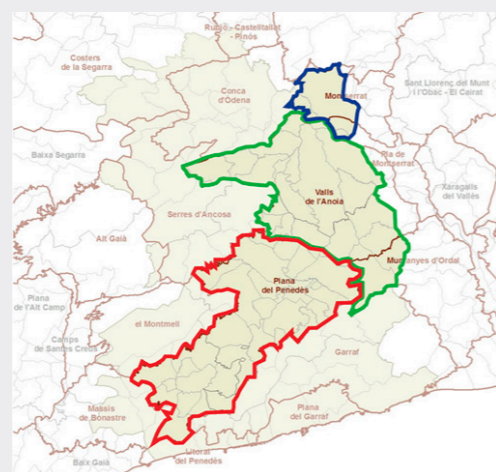 Rubió - Castelltallat
- Pinós
Costers
de la Segarra
Conca
d'Òdena
Montserrat
Sant Llorenç del Munt
i l'Obac - El Cairat
Baixa Segarra
Pla de
Montserrat
Xaragalls
del Vallès
Valls
de l'Anoia
Serres d'Ancosa
Alt Gaià
Muntanyes d'Ordal
Plana
del Penedès
Plana
de l'Alt Camp
el Montmell
Camps
de Santes Creus
Garraf
Massís
de Bonastre
Plana
del Garraf
Litoral
del Penedès
Baix Gaià